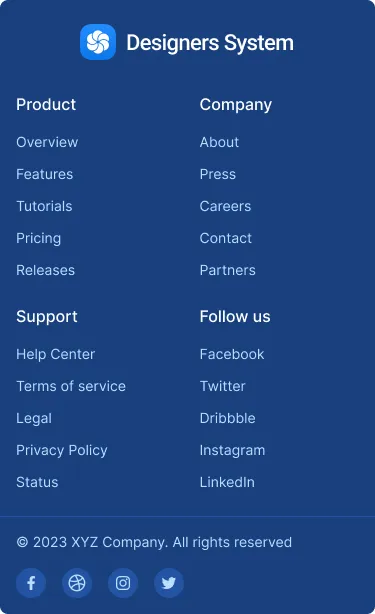 Designers System
Product
Overview
Features
Tutorials
Pricing
Releases
Company
About
Press
Careers
Contact
Partners
Support
Help Center
Terms of service
Legal
Privacy Policy
Status
Follow us
Facebook
Twitter
Dribbble
Instagram
LinkedIn
© 2023 XYZ Company. All rights reserved